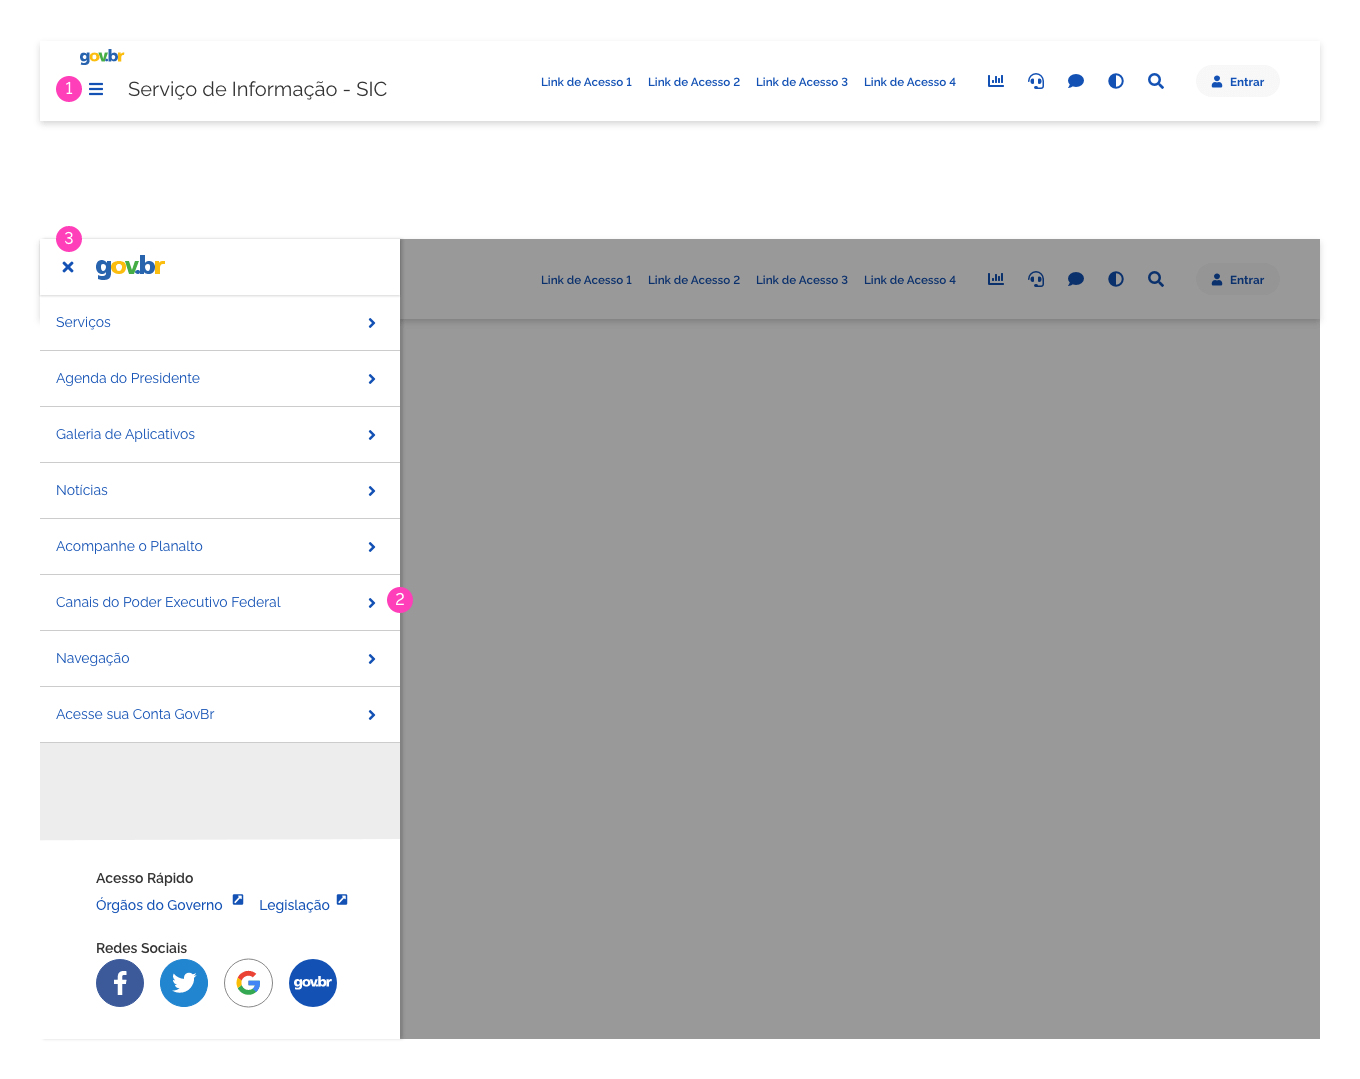 gov.br
1
Serviço de Informação - SIC
Link de Acesso 1 Link de Acesso 2 Link de Acesso 3 Link de Acesso 4 Entrar
3
gov.br
Link de Acesso 1 Link de Acesso 2 Link de Acesso 3 Link de Acesso 4 Entrar
Serviços
Agenda do Presidente
Galeria de Aplicativos
Notícias
Acompanhe o Planalto
Canais do Poder Executivo Federal
2
Navegação
Acesse sua Conta GovBr
Acesso Rápido
Órgãos do Governo Legislação
Redes Sociais
f G gov.br